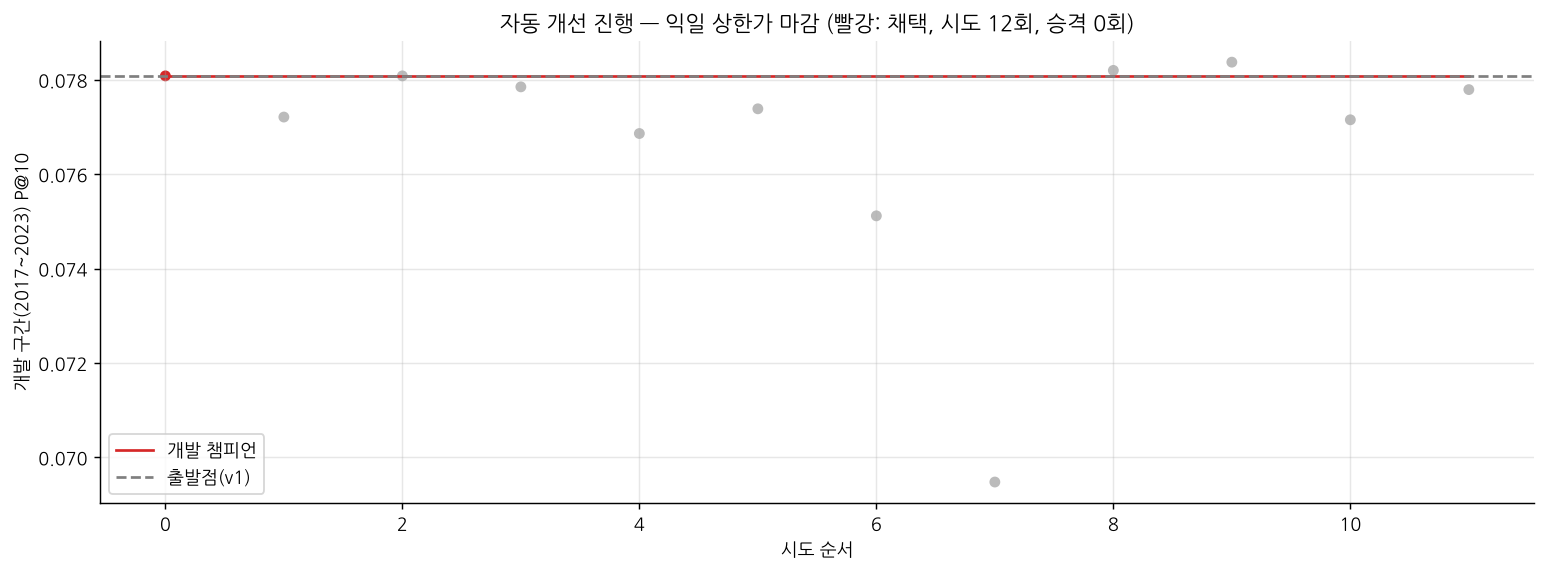 자동 개선 진행 — 익일 상한가 마감 (빨강: 채택, 시도 12회, 승격 0회)
개발 구간(2017~2023) P@10
0.078
0.076
0.074
0.072
0.070
개발 챔피언
출발점(v1)
0 2 4 6 8 10
시도 순서